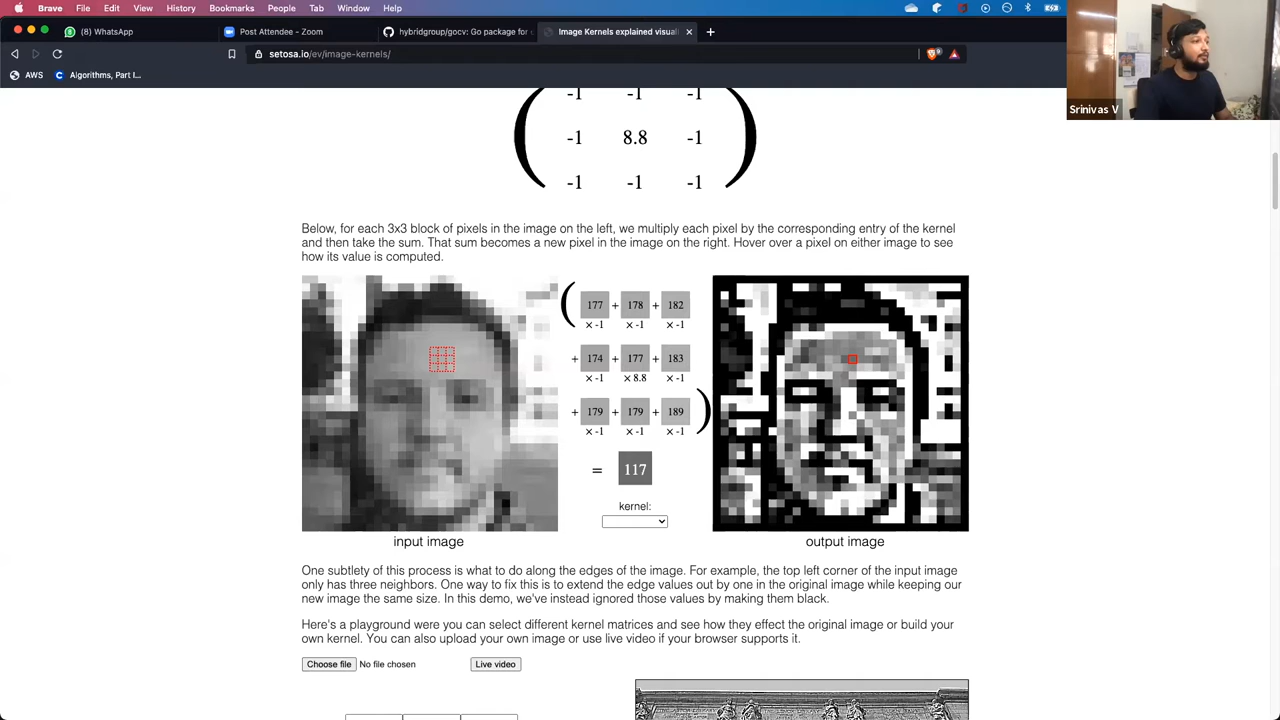 Brave File Edit View History Bookmarks People Tab Window Help
(8) WhatsApp
Post Attendee - Zoom
hybridgroup/gocv: Go package for
Image Kernels explained visual
setosa.io/ev/image-kernels/
AWS
Algorithms, Part I...
Srinivas V
-1 -1 -1
-1 8.8 -1
-1 -1 -1
Below, for each 3x3 block of pixels in the image on the left, we multiply each pixel by the corresponding entry of the kernel
and then take the sum. That sum becomes a new pixel in the image on the right. Hover over a pixel on either image to see
how its value is computed.
( 177 + 178 + 182
× -1 × -1 × -1
+ 174 + 177 + 183
× -1 × 8.8 × -1
+ 179 + 179 + 189 )
× -1 × -1 × -1
= 117
kernel:
input image
output image
One subtlety of this process is what to do along the edges of the image. For example, the top left corner of the input image
only has three neighbors. One way to fix this is to extend the edge values out by one in the original image while keeping our
new image the same size. In this demo, we've instead ignored those values by making them black.
Here's a playground were you can select different kernel matrices and see how they effect the original image or build your
own kernel. You can also upload your own image or use live video if your browser supports it.
Choose file No file chosen
Live video